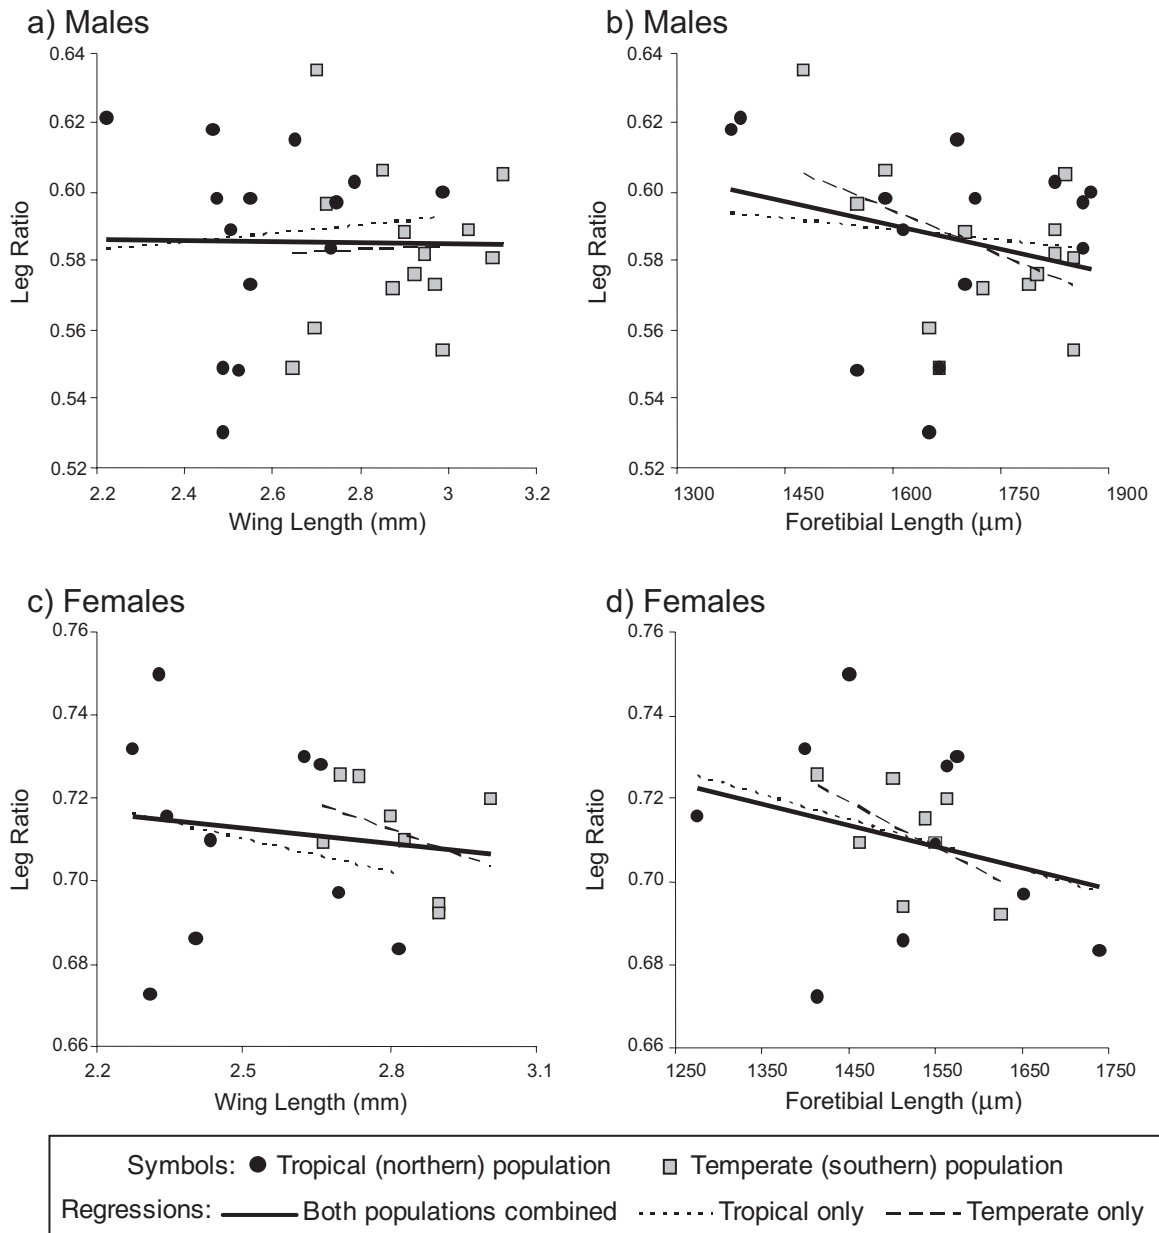 a) Males
0.64
0.62
0.60
0.58
0.56
0.54
0.52
Leg Ratio
2.2 2.4 2.6 2.8 3 3.2
Wing Length (mm)
b) Males
0.64
0.62
0.60
0.58
0.56
0.54
0.52
Leg Ratio
1300 1450 1600 1750 1900
Foretibial Length (μm)
c) Females
0.76
0.74
0.72
0.70
0.68
0.66
Leg Ratio
2.2 2.5 2.8 3.1
Wing Length (mm)
d) Females
0.76
0.74
0.72
0.70
0.68
0.66
Leg Ratio
1250 1350 1450 1550 1650 1750
Foretibial Length (μm)
Symbols: Tropical (northern) population Temperate (southern) population
Regressions: Both populations combined Tropical only Temperate only